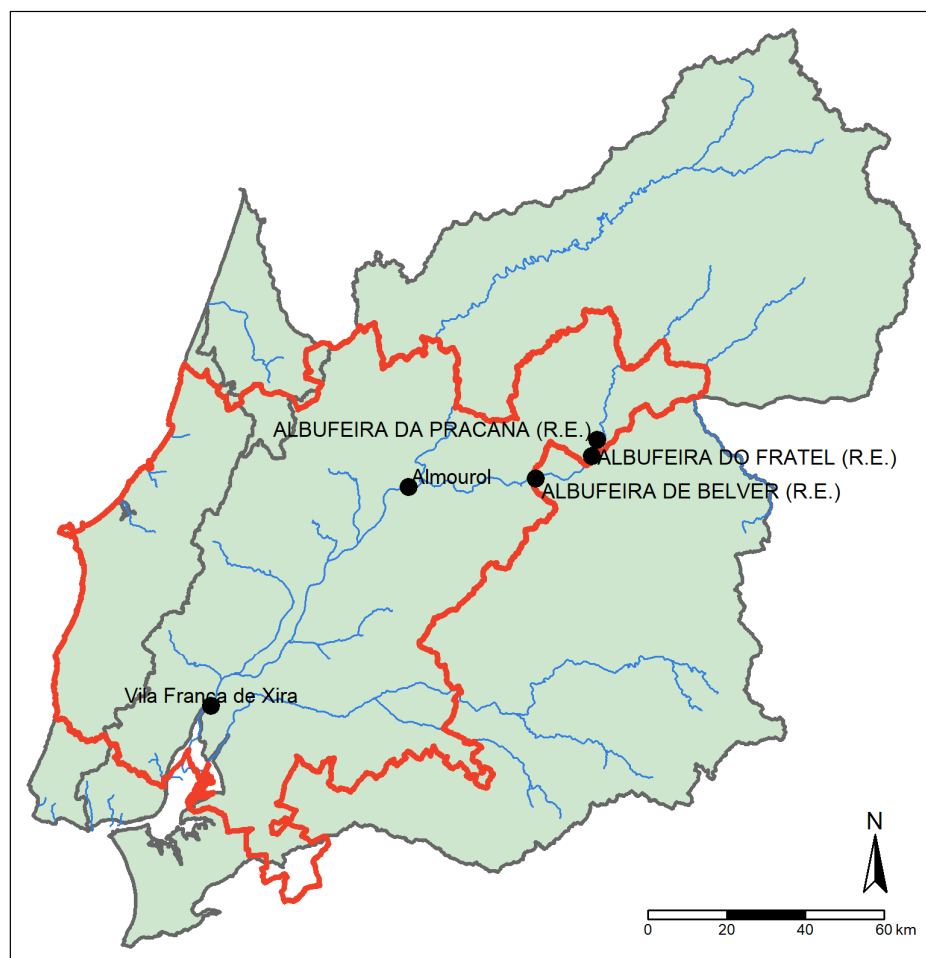 ALBUFEIRA DA PRACANA (R.E.)
ALBUFEIRA DO FRATEL (R.E.)
Almourol
ALBUFEIRA DE BELVER (R.E.)
Vila Franca de Xira
N
0 20 40 60 km